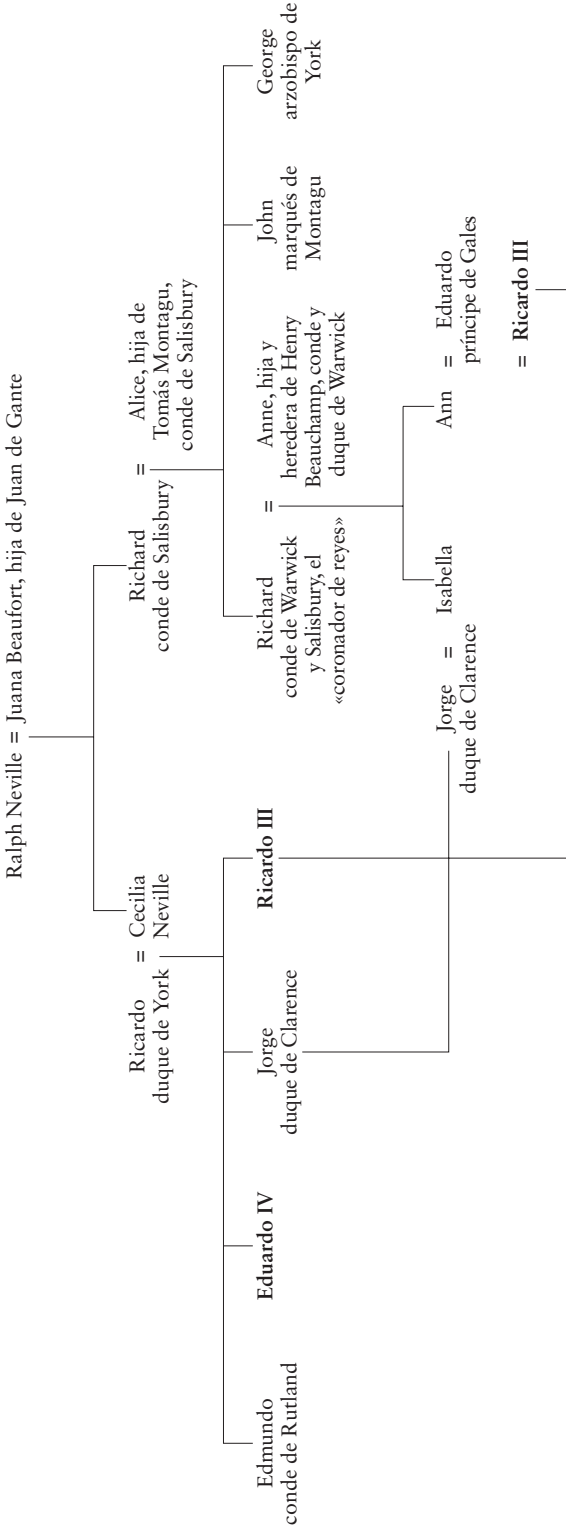 Ralph Neville = Juana Beaufort, hija de Juan de Gante
Ricardo
duque de York
=
Cecilia
Neville
Richard
conde de Salisbury
=
Alice, hija de
Tomás Montagu,
conde de Salisbury
Edmundo
conde de Rutland
Eduardo IV
Jorge
duque de Clarence
Ricardo III
Richard
conde de Warwick
y Salisbury, el
«coronador de reyes»
=
Anne, hija y
heredera de Henry
Beauchamp, conde y
duque de Warwick
John
marqués de
Montagu
George
arzobispo de
York
Jorge
duque de Clarence
=
Isabella
Ann
=
Eduardo
príncipe de Gales
= Ricardo III